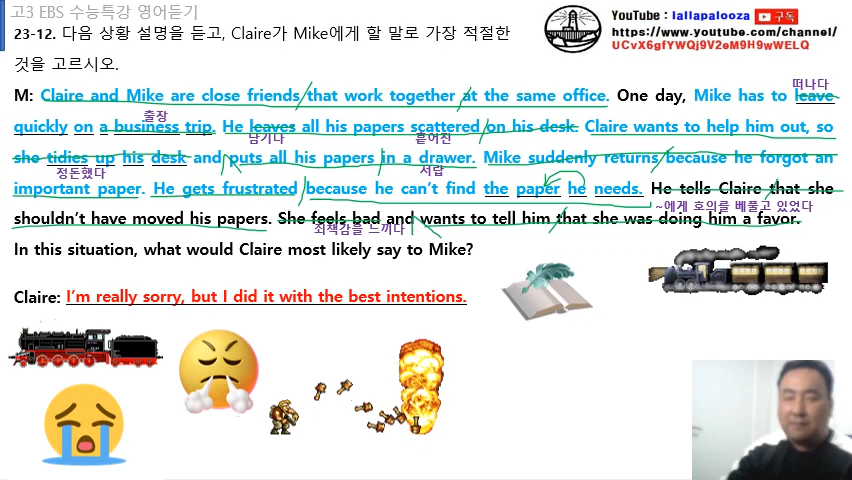 고3 EBS 수능특강 영어듣기
YouTube : lallapalooza 구독
https://www.youtube.com/channel/
UCvX6gfYWQj9V2eM9H9wWELQ
23-12. 다음 상황 설명을 듣고, Claire가 Mike에게 할 말로 가장 적절한
것을 고르시오.
떠나다
M: Claire and Mike are close friends that work together at the same office. One day, Mike has to leave
출장
quickly on a business trip. He leaves all his papers scattered on his desk. Claire wants to help him out, so
남기다 흩어진
she tidies up his desk and puts all his papers in a drawer. Mike suddenly returns because he forgot an
정돈했다 서랍
important paper. He gets frustrated because he can't find the paper he needs. He tells Claire that she
~에게 호의를 베풀고 있었다
shouldn't have moved his papers. She feels bad and wants to tell him that she was doing him a favor.
죄책감을 느끼다
In this situation, what would Claire most likely say to Mike?
Claire: I'm really sorry, but I did it with the best intentions.